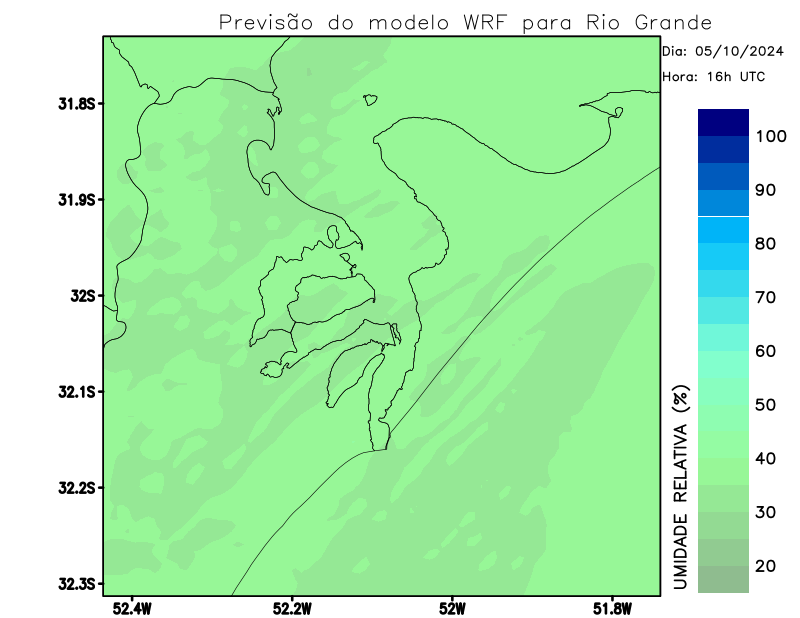 Previsão do modelo WRF para Rio Grande
Dia: 05/10/2024
Hora: 16h UTC
31.8S
31.9S
32S
32.1S
32.2S
32.3S
52.4W
52.2W
52W
51.8W
UMIDADE RELATIVA (%)
100
90
80
70
60
50
40
30
20